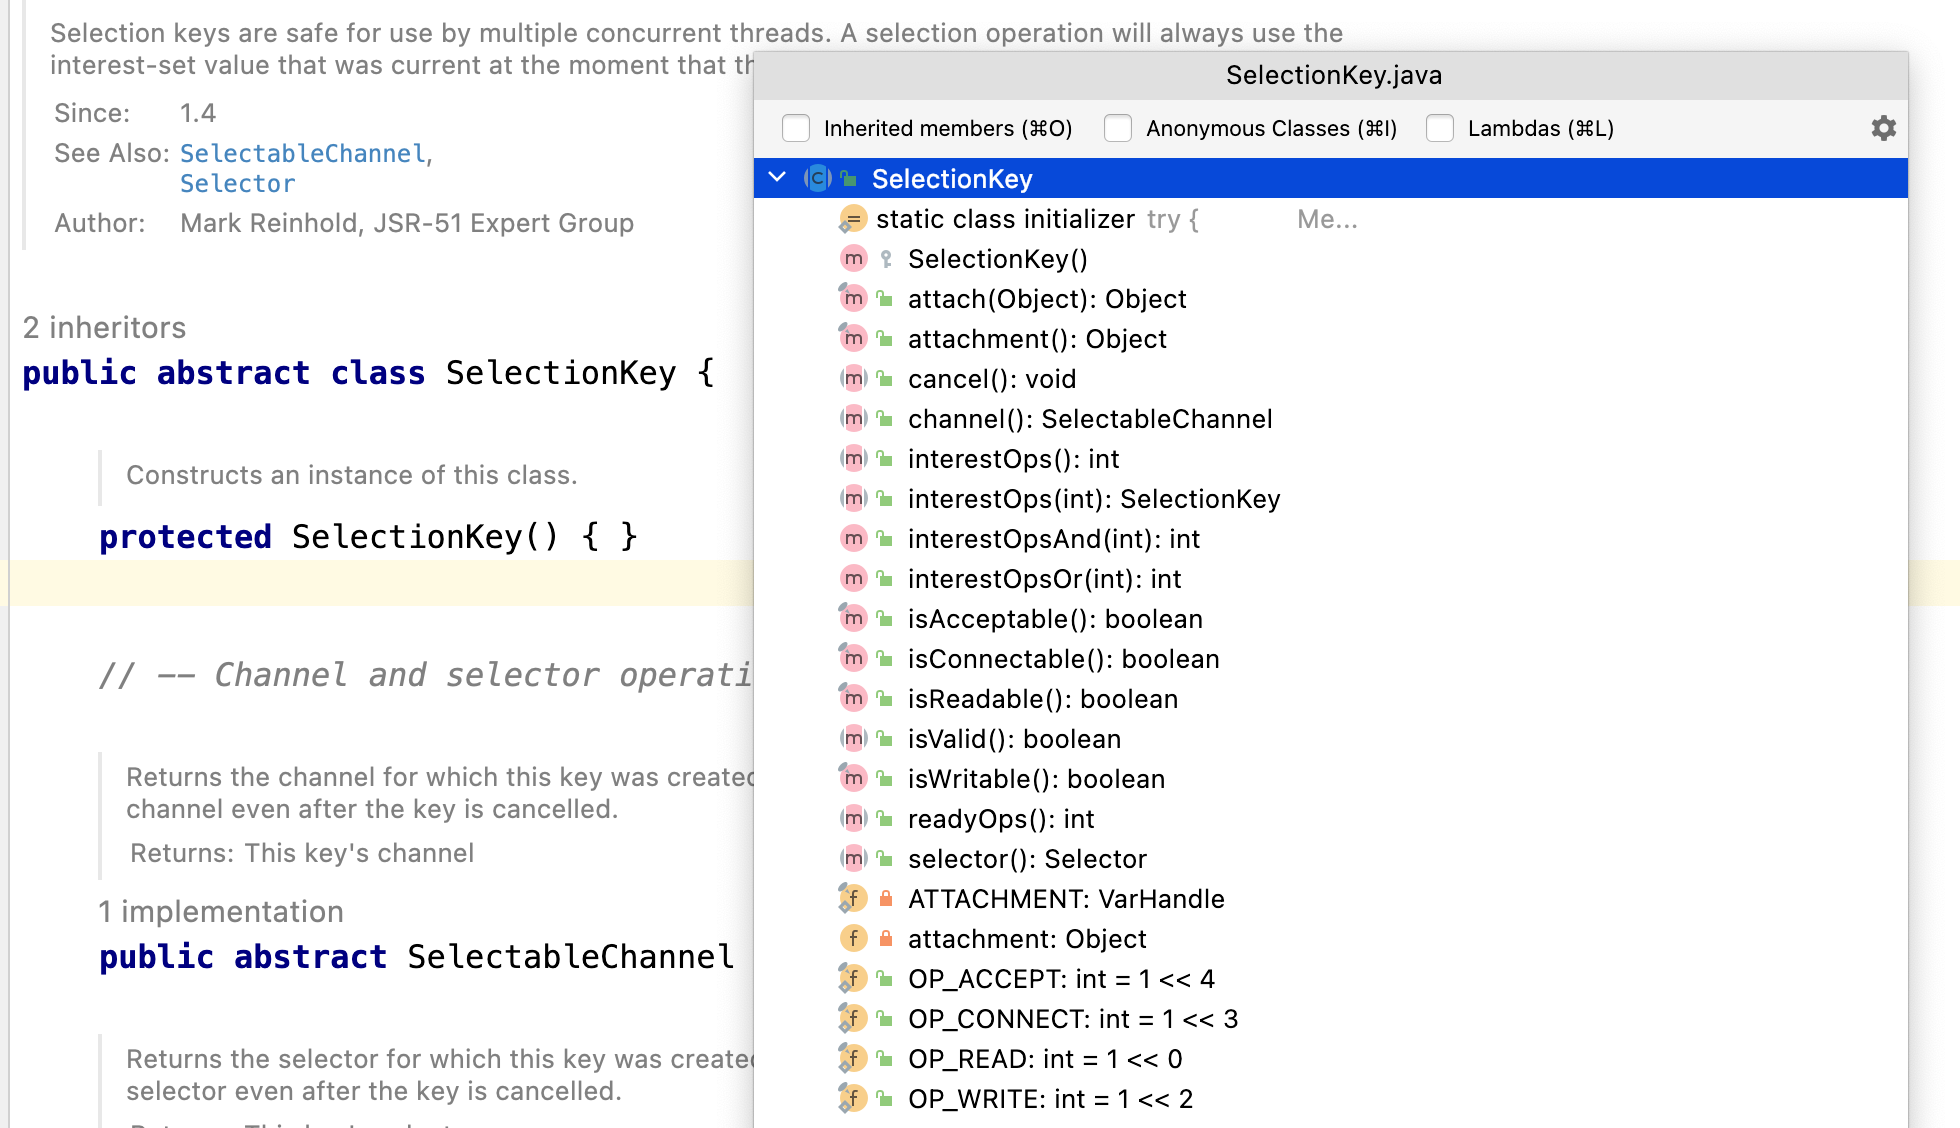 Selection keys are safe for use by multiple concurrent threads. A selection operation will always use the
interest-set value that was current at the moment that
Since: 1.4
See Also: SelectableChannel,
Selector
Author: Mark Reinhold, JSR-51 Expert Group
2 inheritors
public abstract class SelectionKey {
Constructs an instance of this class.
protected SelectionKey() { }
// -- Channel and selector
Returns the channel for which this key was created
channel even after the key is cancelled.
Returns: This key's channel
1 implementation
public abstract SelectableChannel
Returns the selector for which this key was created
selector even after the key is cancelled.
SelectionKey.java
Inherited members (⌘O) Anonymous Classes (⌘I) Lambdas (⌘L)
SelectionKey
static class initializer try { Me...
SelectionKey()
attach(Object): Object
attachment(): Object
cancel(): void
channel(): SelectableChannel
interestOps(): int
interestOps(int): SelectionKey
interestOpsAnd(int): int
interestOpsOr(int): int
isAcceptable(): boolean
isConnectable(): boolean
isReadable(): boolean
isValid(): boolean
isWritable(): boolean
readyOps(): int
selector(): Selector
ATTACHMENT: VarHandle
attachment: Object
OP_ACCEPT: int = 1 << 4
OP_CONNECT: int = 1 << 3
OP_READ: int = 1 << 0
OP_WRITE: int = 1 << 2